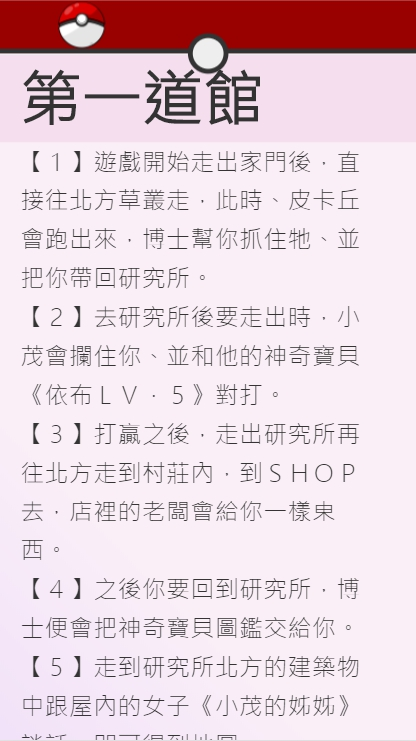 第一道館
【１】遊戲開始走出家門後，直
接往北方草叢走，此時、皮卡丘
會跑出來，博士幫你抓住牠、並
把你帶回研究所。
【２】去研究所後要走出時，小
茂會攔住你、並和他的神奇寶貝
《依布ＬＶ．５》對打。
【３】打贏之後，走出研究所再
往北方走到村莊內，到ＳＨＯＰ
去，店裡的老闆會給你一樣東
西。
【４】之後你要回到研究所，博
士便會把神奇寶貝圖鑑交給你。
【５】走到研究所北方的建築物
中跟屋內的女子《小茂的姊姊》